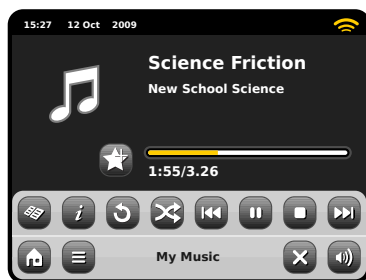 15:27 12 Oct 2009
Science Friction
New School Science
1:55/3.26
i
My Music